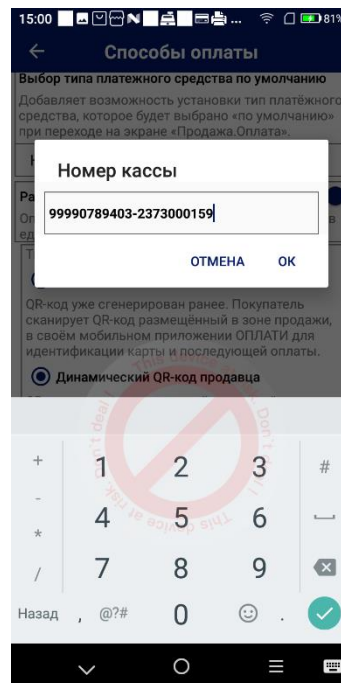 15:00 ... 81%
Способы оплаты
Выбор типа платежного средства по умолчанию
Добавляет возможность установки тип платёжного
средства, которое будет выбрано «по умолчанию»
при переходе на экране «Продажа.Оплата».
Номер кассы
99990789403-2373000159
ОТМЕНА ОК
QR-код уже сгенерирован ранее. Покупатель
сканирует QR-код размещённый в зоне продажи,
в своём мобильном приложении ОПЛАТИ для
идентификации карты и последующей оплаты.
Динамический QR-код продавца
+ 1 2 3 #
- 4 5 6
*
/ 7 8 9
Назад , @?# 0 .